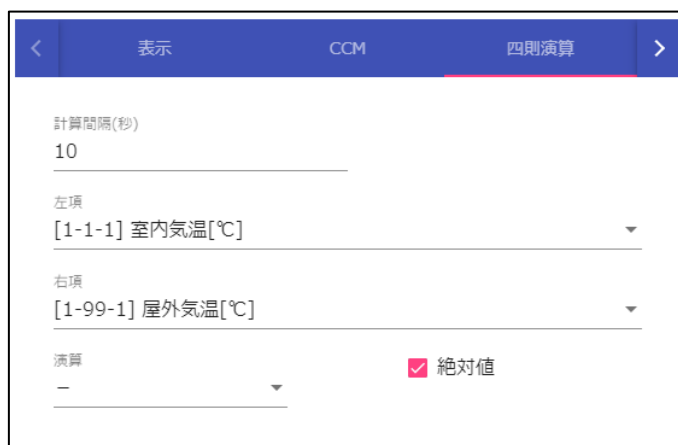 表示 CCM 四則演算
計算間隔(秒)
10
左項
[1-1-1] 室内気温[℃]
右項
[1-99-1] 屋外気温[℃]
演算
－ 絶対値